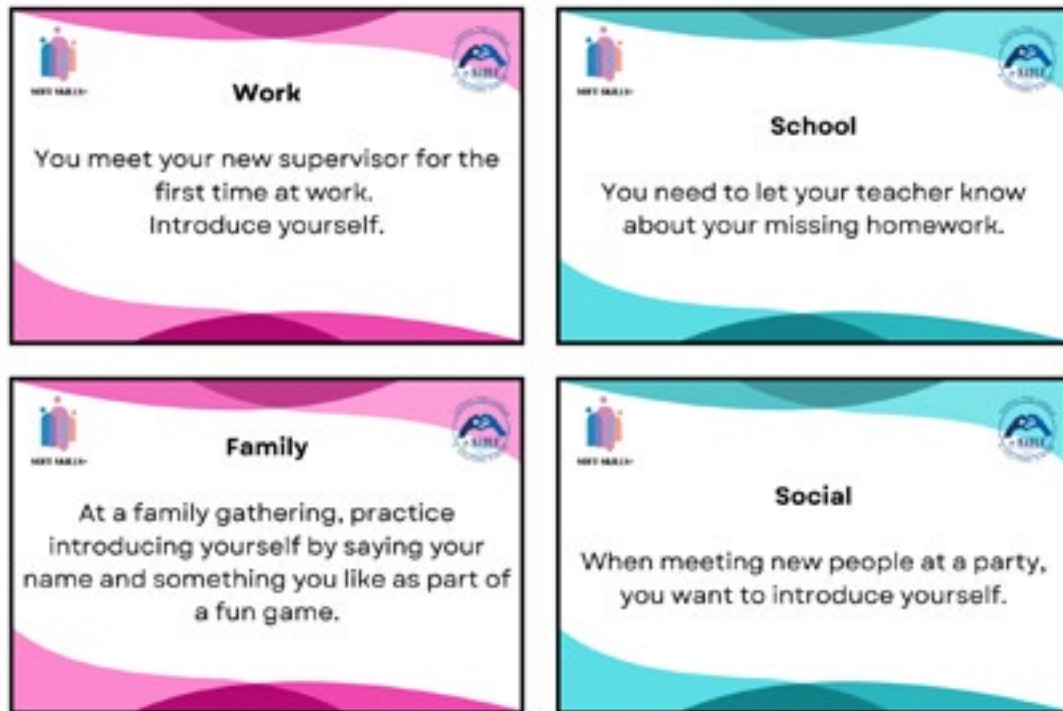 Work
You meet your new supervisor for the
first time at work.
Introduce yourself.
School
You need to let your teacher know
about your missing homework.
Family
At a family gathering, practice
introducing yourself by saying your
name and something you like as part of
a fun game.
Social
When meeting new people at a party,
you want to introduce yourself.